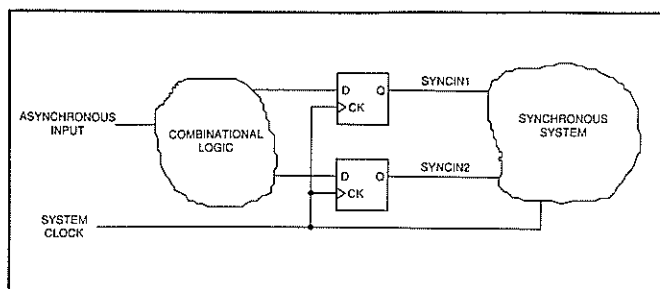 D Q SYNCIN1
CK
ASYNCHRONOUS
INPUT
COMBINATIONAL
LOGIC
SYNCHRONOUS
SYSTEM
D Q SYNCIN2
CK
SYSTEM
CLOCK